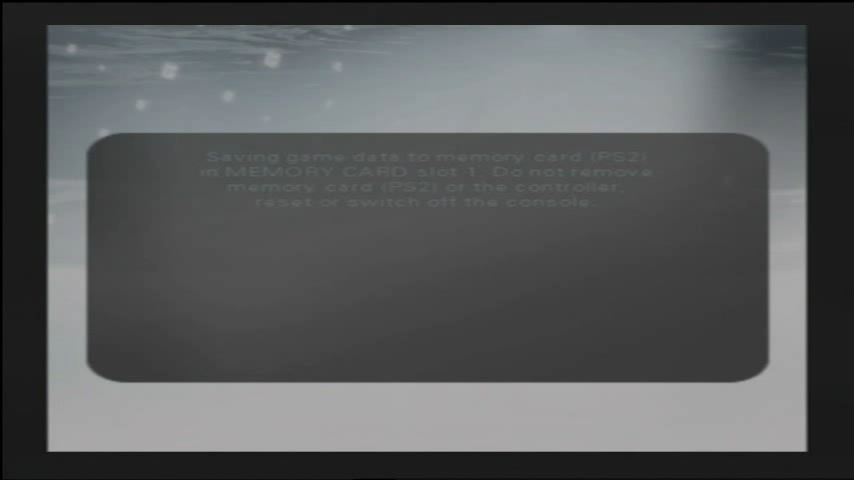 Saving game data to memory card (PS2)
in MEMORY CARD slot 1. Do not remove
memory card (PS2) or the controller,
reset or switch off the console.